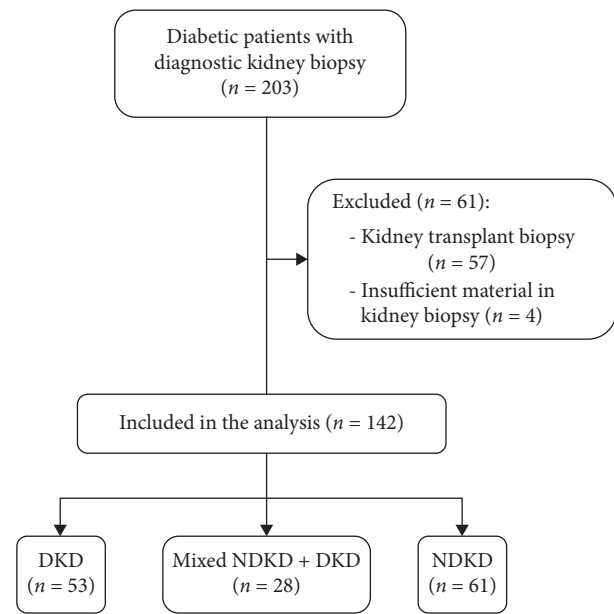 Diabetic patients with
diagnostic kidney biopsy
(n = 203)
Excluded (n = 61):
- Kidney transplant biopsy
(n = 57)
- Insufficient material in
kidney biopsy (n = 4)
Included in the analysis (n = 142)
DKD
(n = 53)
Mixed NDKD + DKD
(n = 28)
NDKD
(n = 61)